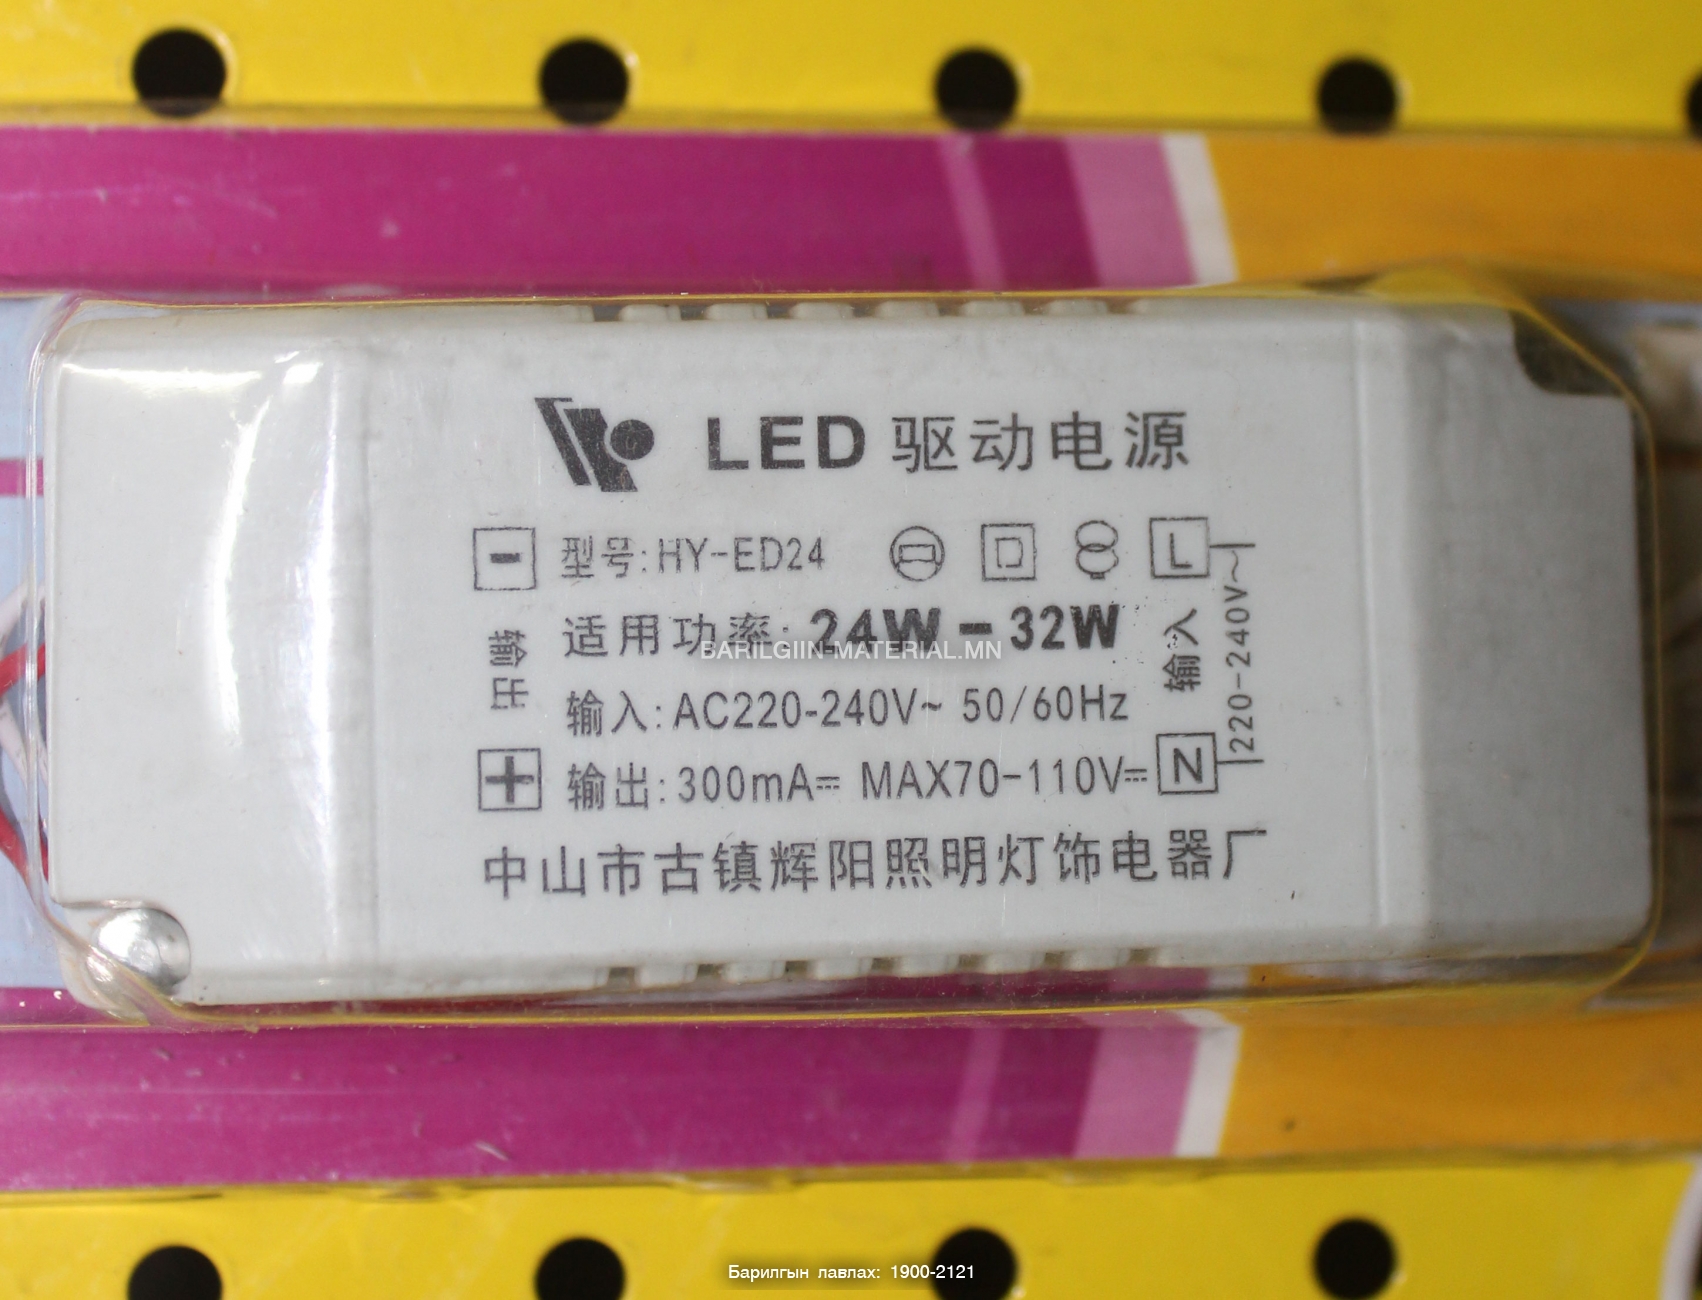 LED 驱动电源
- 型号: HY-ED24 L
适用功率: 24W-32W
输入: AC220-240V~ 50/60Hz
+ 输出: 300mA⎓ MAX70-110V⎓ N
输出
输入
220-240V~
中山市古镇辉阳照明灯饰电器厂
BARILGIIN-MATERIAL.MN
Барилгын лавлах: 1900-2121